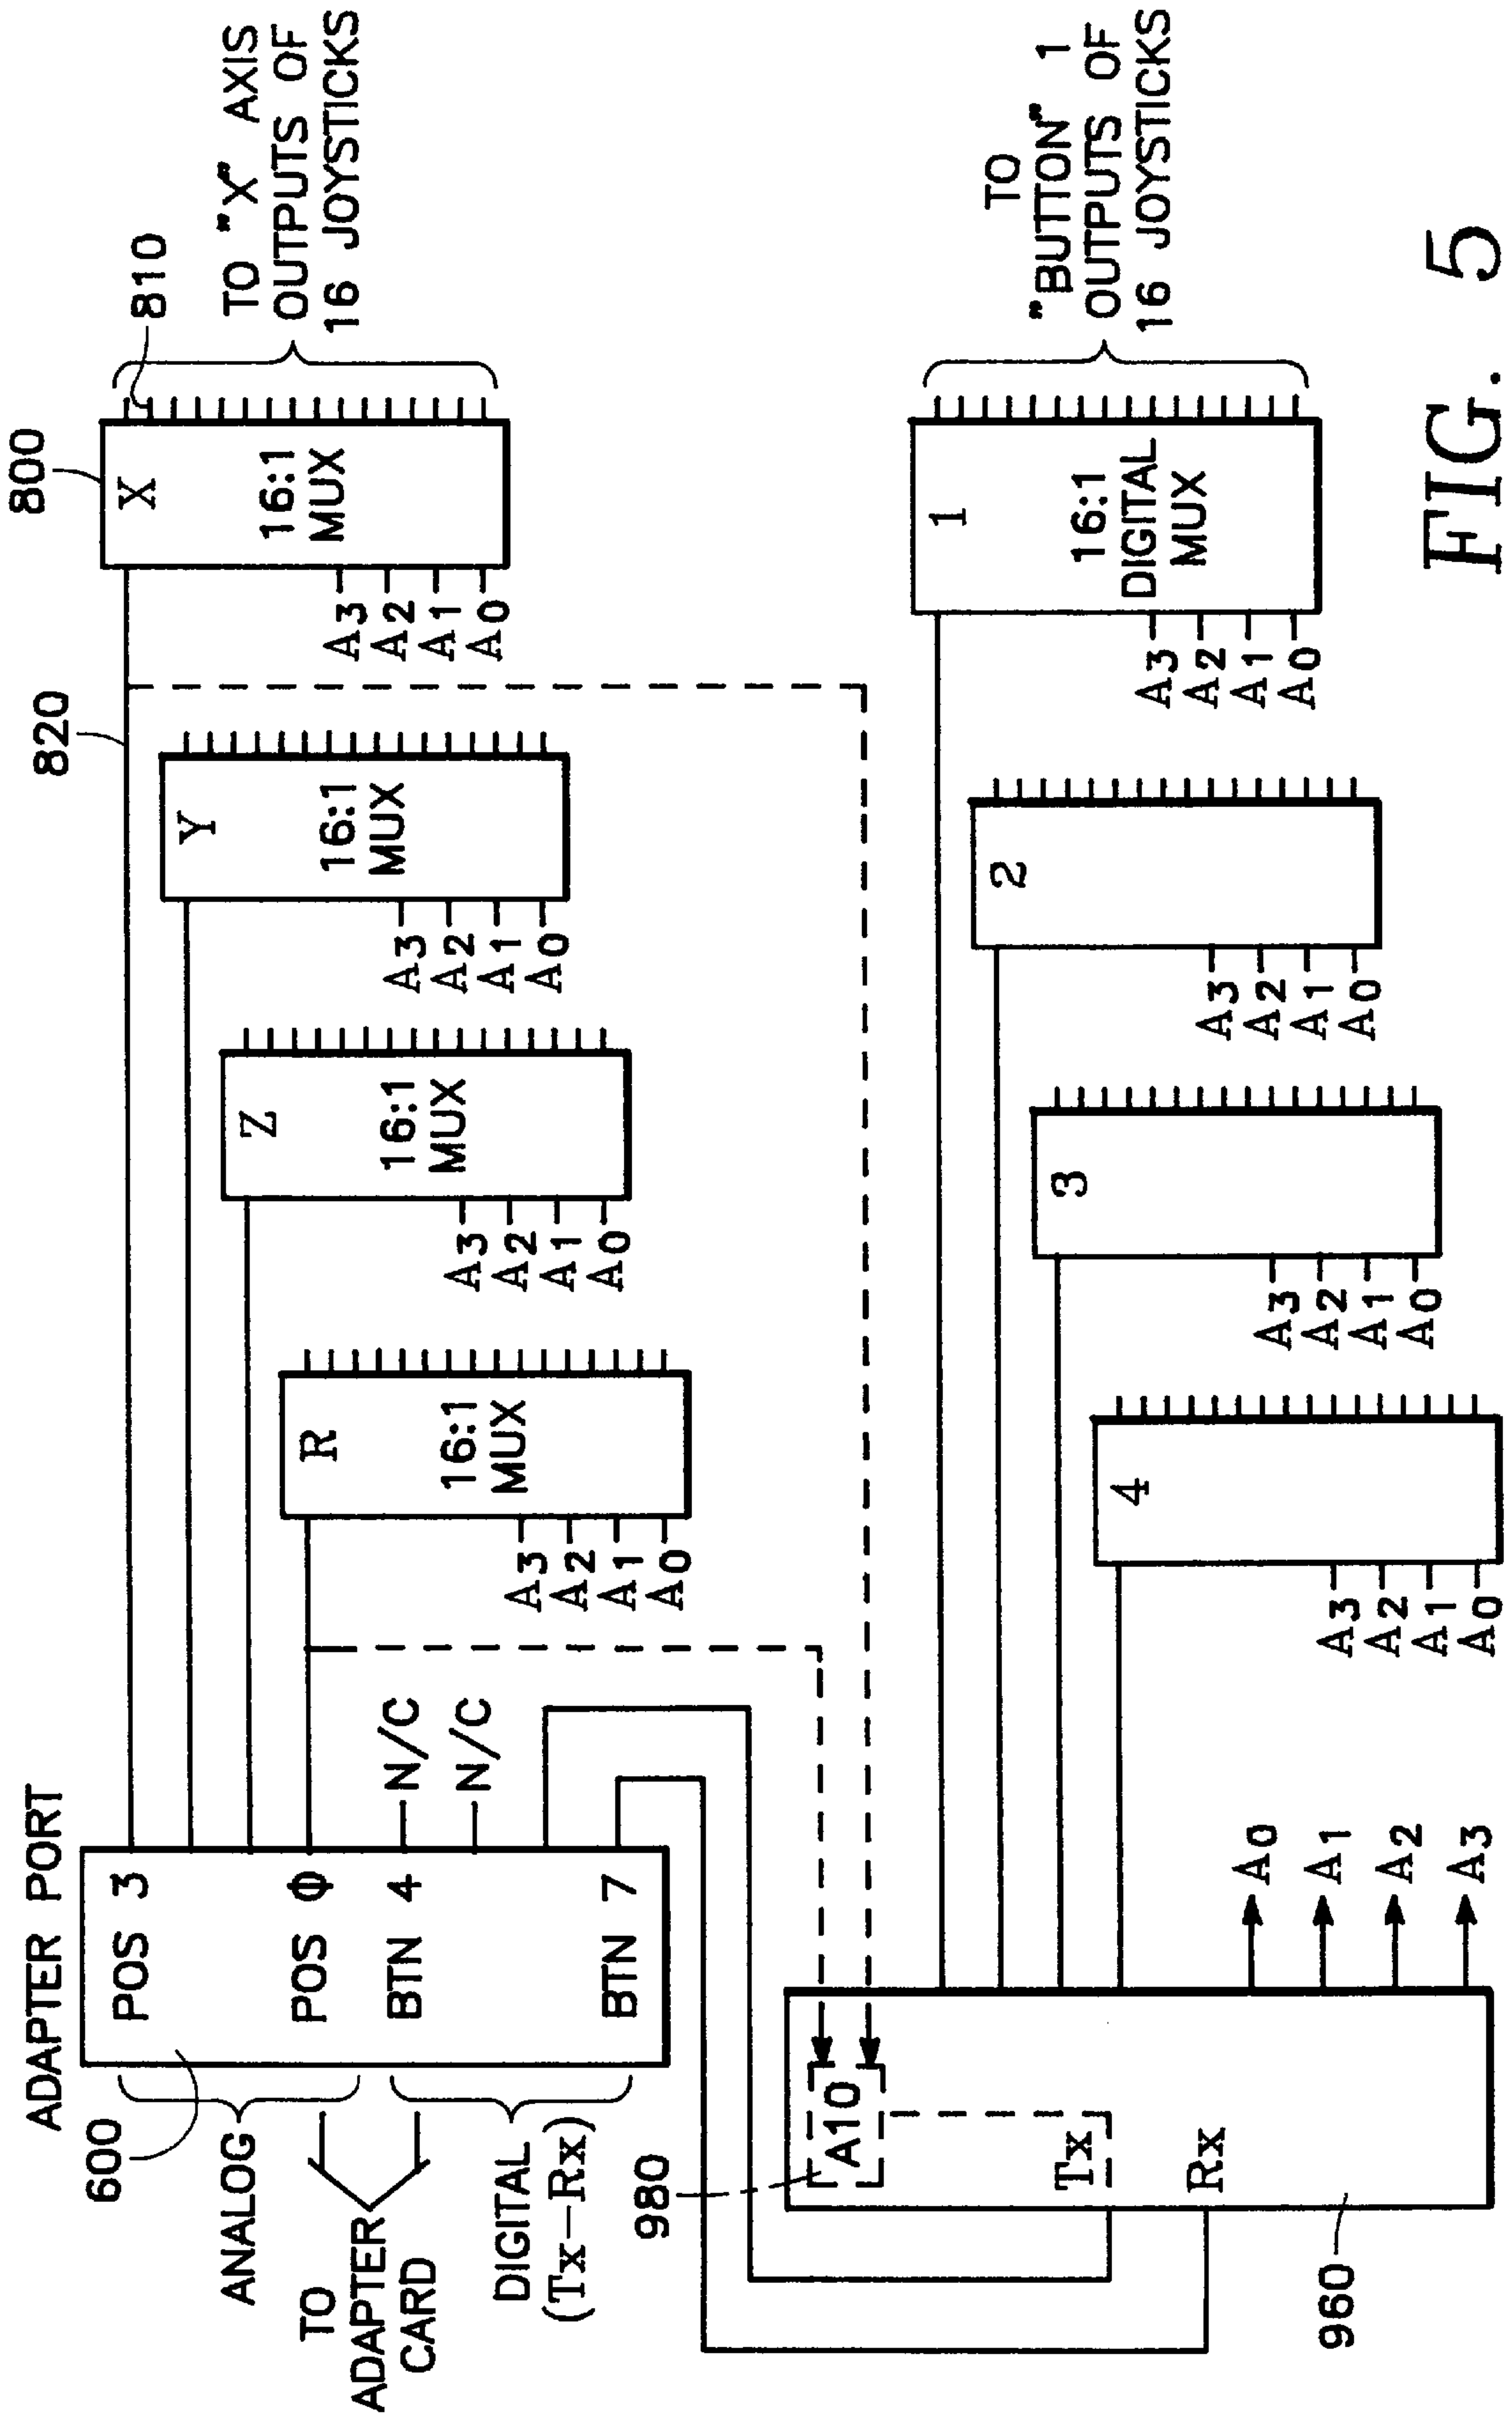 ADAPTER PORT
600
POS 3
POS Φ
BTN 4
BTN 7
ANALOG
TO
ADAPTER
CARD
DIGITAL
(Tx-Rx)
N/C
N/C
820
800
810
X
16:1
MUX
A3
A2
A1
A0
TO "X" AXIS
OUTPUTS OF
16 JOYSTICKS
Y
16:1
MUX
A3
A2
A1
A0
Z
16:1
MUX
A3
A2
A1
A0
R
16:1
MUX
A3
A2
A1
A0
980
A10
Tx
Rx
960
A0
A1
A2
A3
4
A3
A2
A1
A0
3
A3
A2
A1
A0
2
A3
A2
A1
A0
1
16:1
DIGITAL
MUX
A3
A2
A1
A0
TO
"BUTTON" 1
OUTPUTS OF
16 JOYSTICKS
FIG. 5